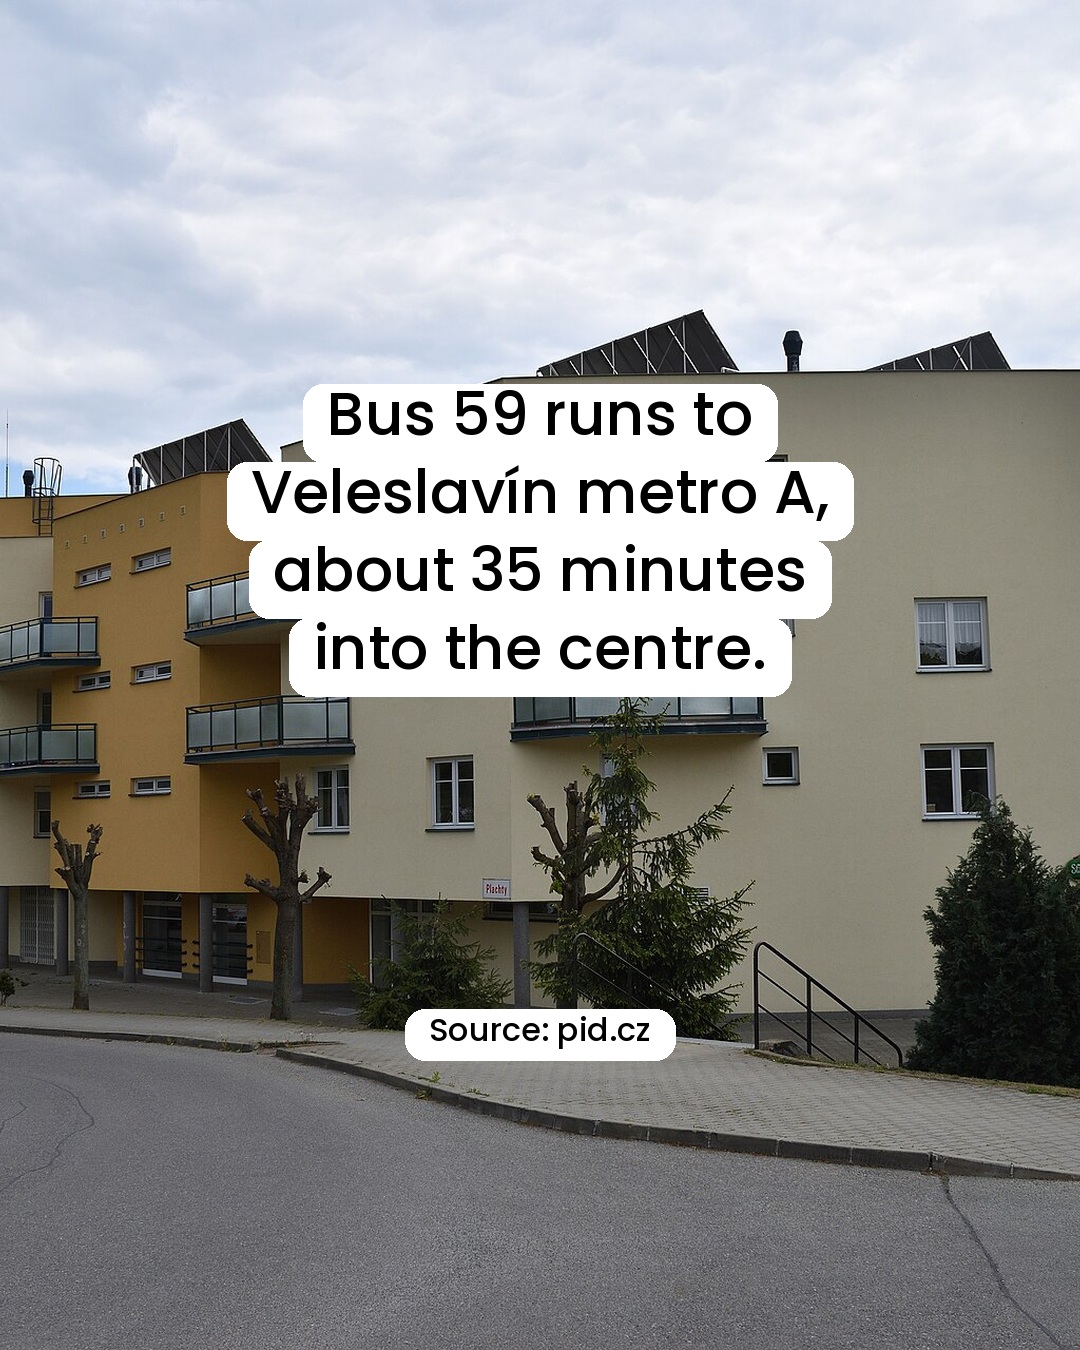 Bus 59 runs to
Veleslavín metro A,
about 35 minutes
into the centre.
Plachty
Source: pid.cz